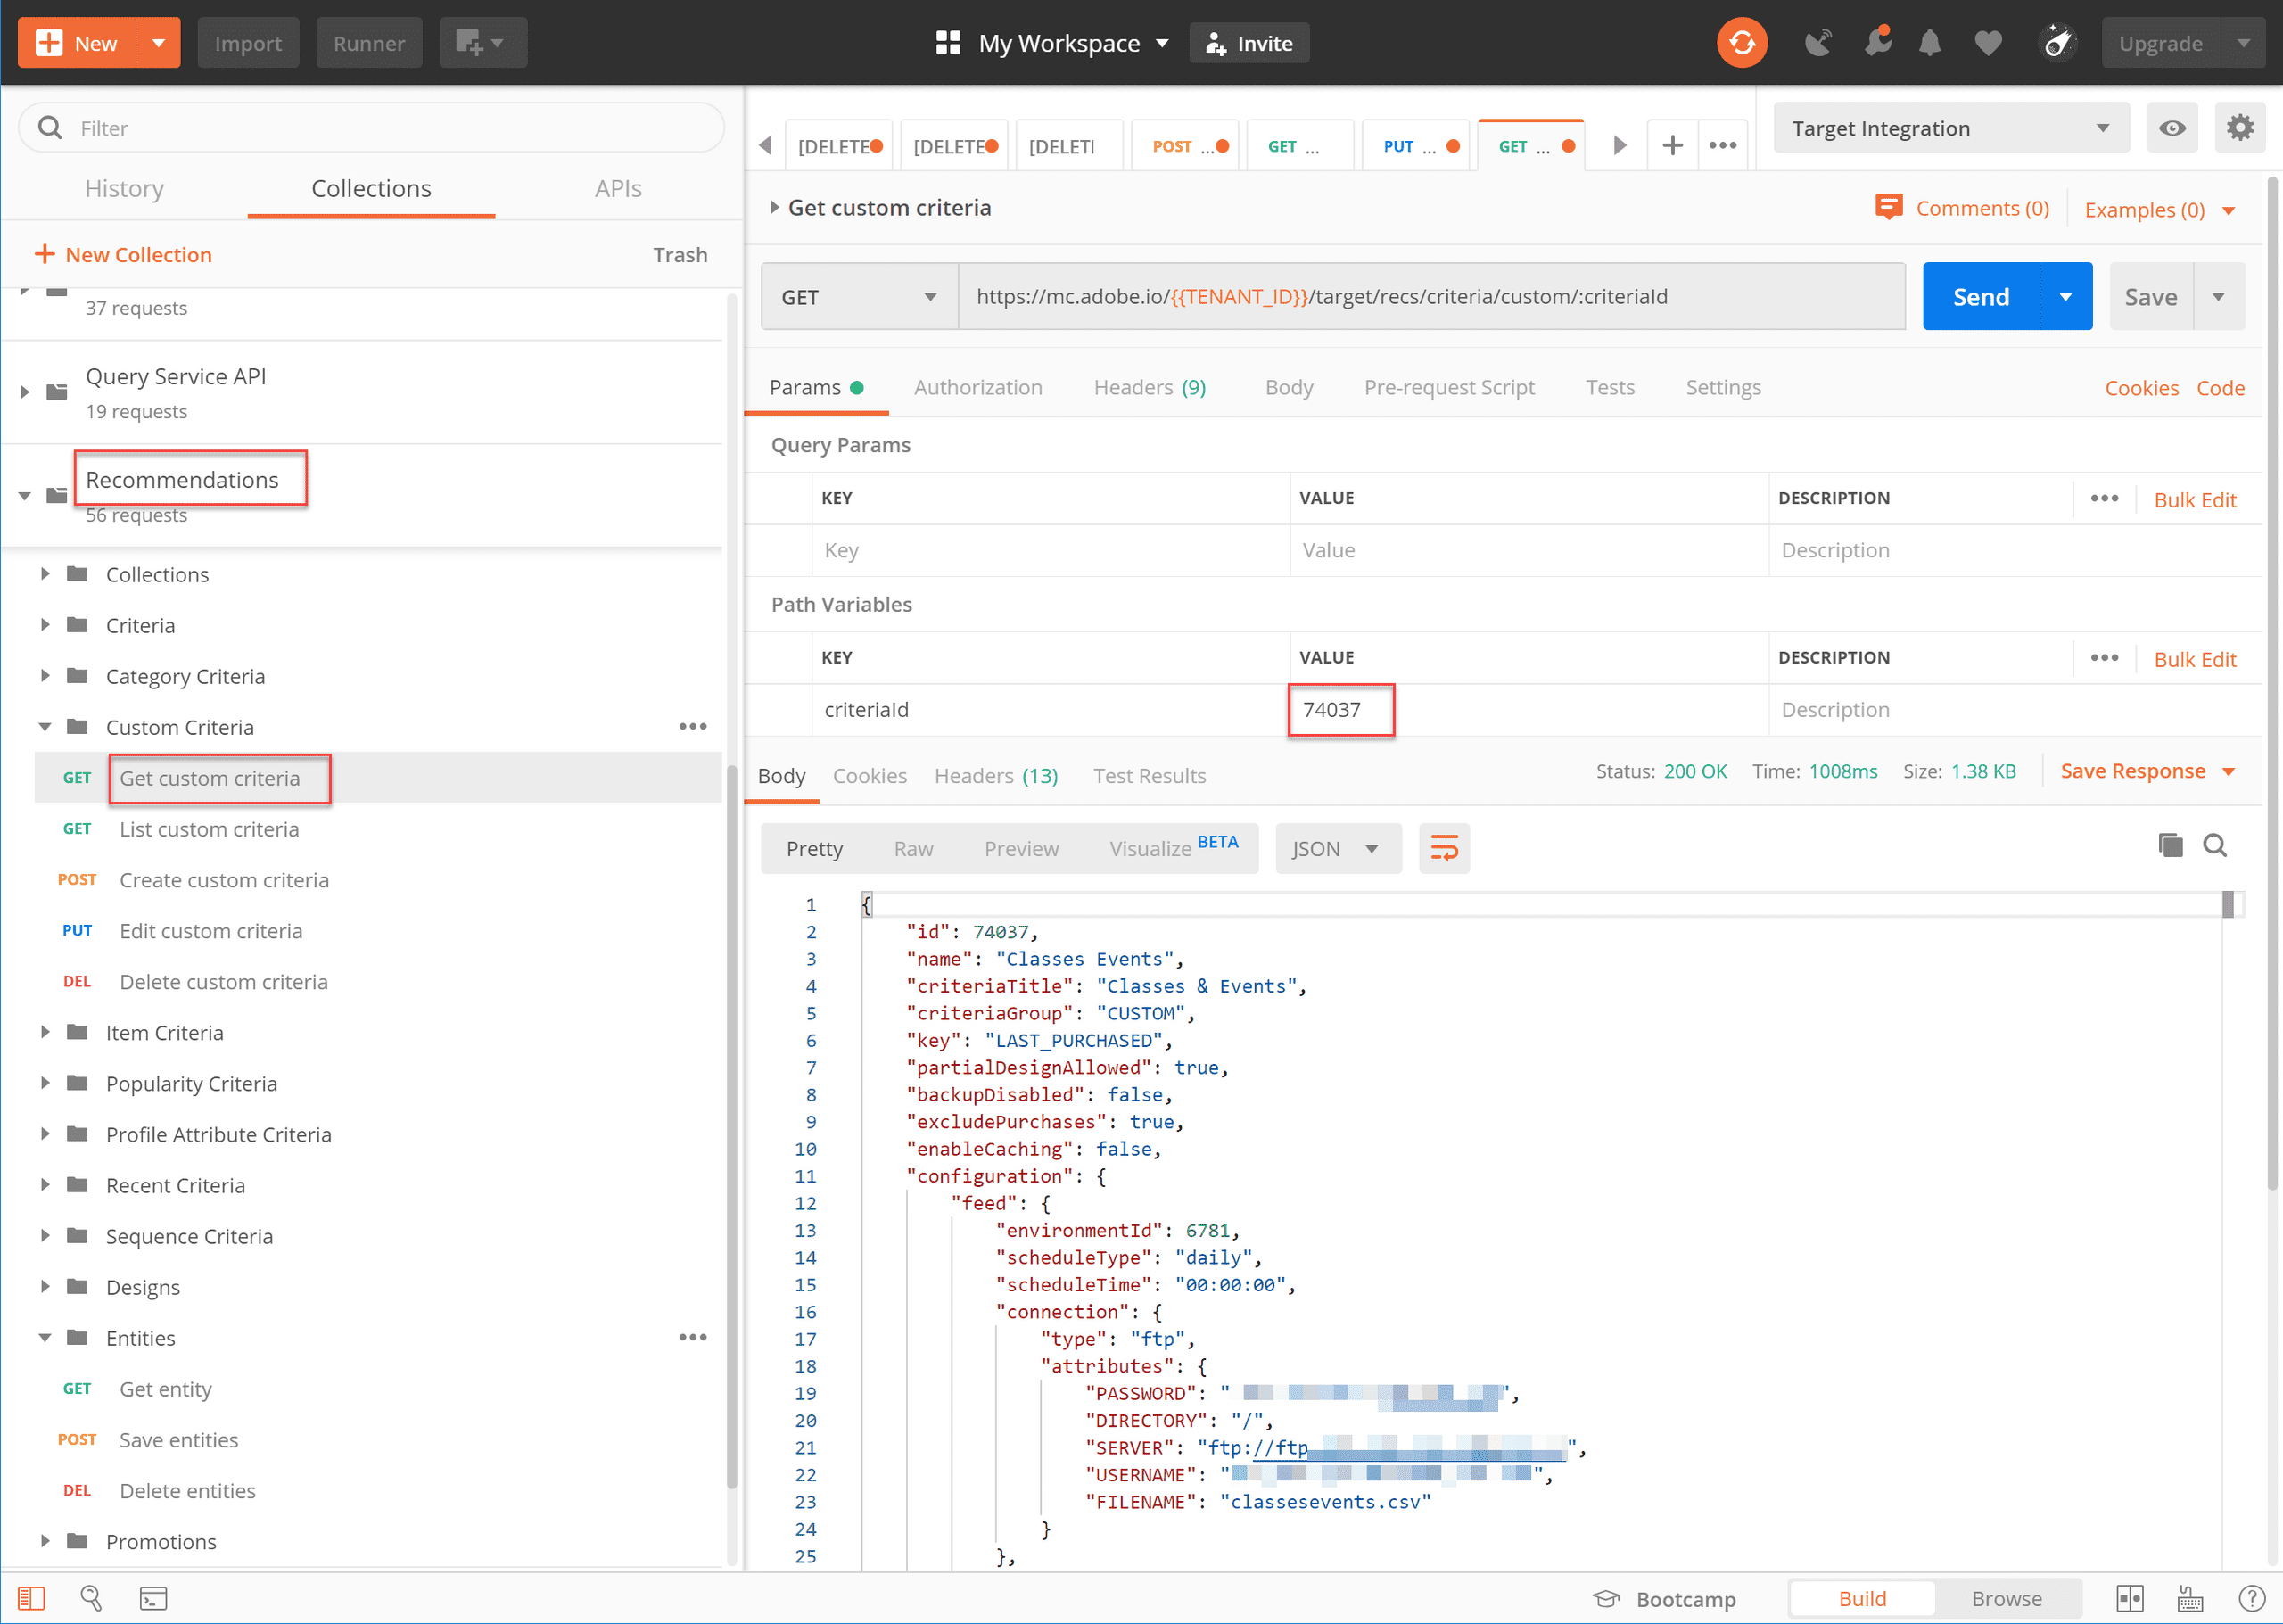 New
Import
Runner
My Workspace
Invite
Upgrade
Filter
History
Collections
APIs
New Collection
Trash
37 requests
Query Service API
19 requests
Recommendations
56 requests
Collections
Criteria
Category Criteria
Custom Criteria
GET Get custom criteria
GET List custom criteria
POST Create custom criteria
PUT Edit custom criteria
DEL Delete custom criteria
Item Criteria
Popularity Criteria
Profile Attribute Criteria
Recent Criteria
Sequence Criteria
Designs
Entities
GET Get entity
POST Save entities
DEL Delete entities
Promotions
[DELETE
[DELETE
[DELET
POST ...
GET ...
PUT ...
GET ...
Target Integration
Get custom criteria
Comments (0)
Examples (0)
GET
https://mc.adobe.io/{{TENANT_ID}}/target/recs/criteria/custom/:criteriaId
Send
Save
Params
Authorization
Headers (9)
Body
Pre-request Script
Tests
Settings
Cookies
Code
Query Params
KEY VALUE DESCRIPTION
Bulk Edit
Key Value Description
Path Variables
KEY VALUE DESCRIPTION
Bulk Edit
criteriaId 74037 Description
Body
Cookies
Headers (13)
Test Results
Status: 200 OK
Time: 1008ms
Size: 1.38 KB
Save Response
Pretty
Raw
Preview
Visualize BETA
JSON
1 {
2 "id": 74037,
3 "name": "Classes Events",
4 "criteriaTitle": "Classes & Events",
5 "criteriaGroup": "CUSTOM",
6 "key": "LAST_PURCHASED",
7 "partialDesignAllowed": true,
8 "backupDisabled": false,
9 "excludePurchases": true,
10 "enableCaching": false,
11 "configuration": {
12 "feed": {
13 "environmentId": 6781,
14 "scheduleType": "daily",
15 "scheduleTime": "00:00:00",
16 "connection": {
17 "type": "ftp",
18 "attributes": {
19 "PASSWORD": " ",
20 "DIRECTORY": "/",
21 "SERVER": "ftp://ftp ",
22 "USERNAME": " ",
23 "FILENAME": "classesevents.csv"
24 }
25 },
Bootcamp
Build
Browse